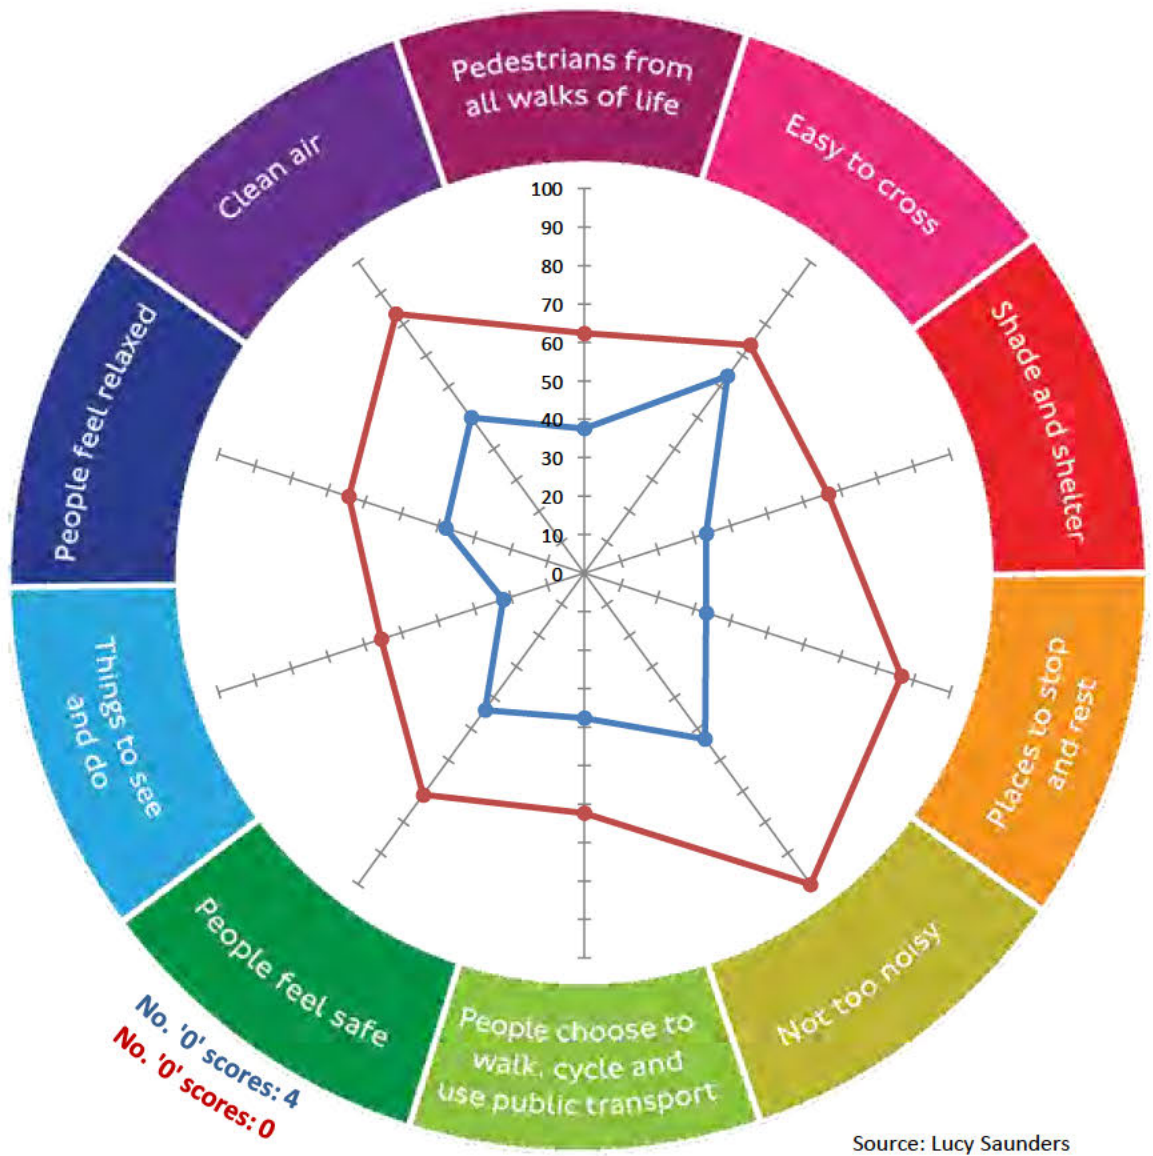 Pedestrians from
all walks of life
Easy to cross
Shade and shelter
Places to stop
and rest
Not too noisy
People choose to
walk, cycle and
use public transport
People feel safe
Things to see
and do
People feel relaxed
Clean air
100
90
80
70
60
50
40
30
20
10
0
No. '0' scores: 4
No. '0' scores: 0
Source: Lucy Saunders